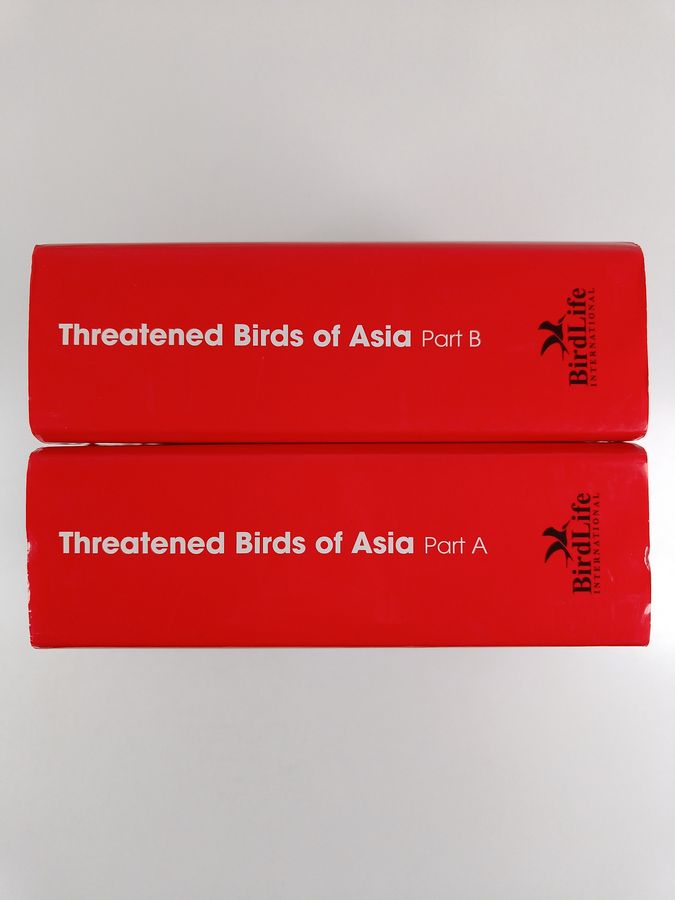 Threatened Birds of Asia Part B
BirdLife
INTERNATIONAL
Threatened Birds of Asia Part A
BirdLife
INTERNATIONAL